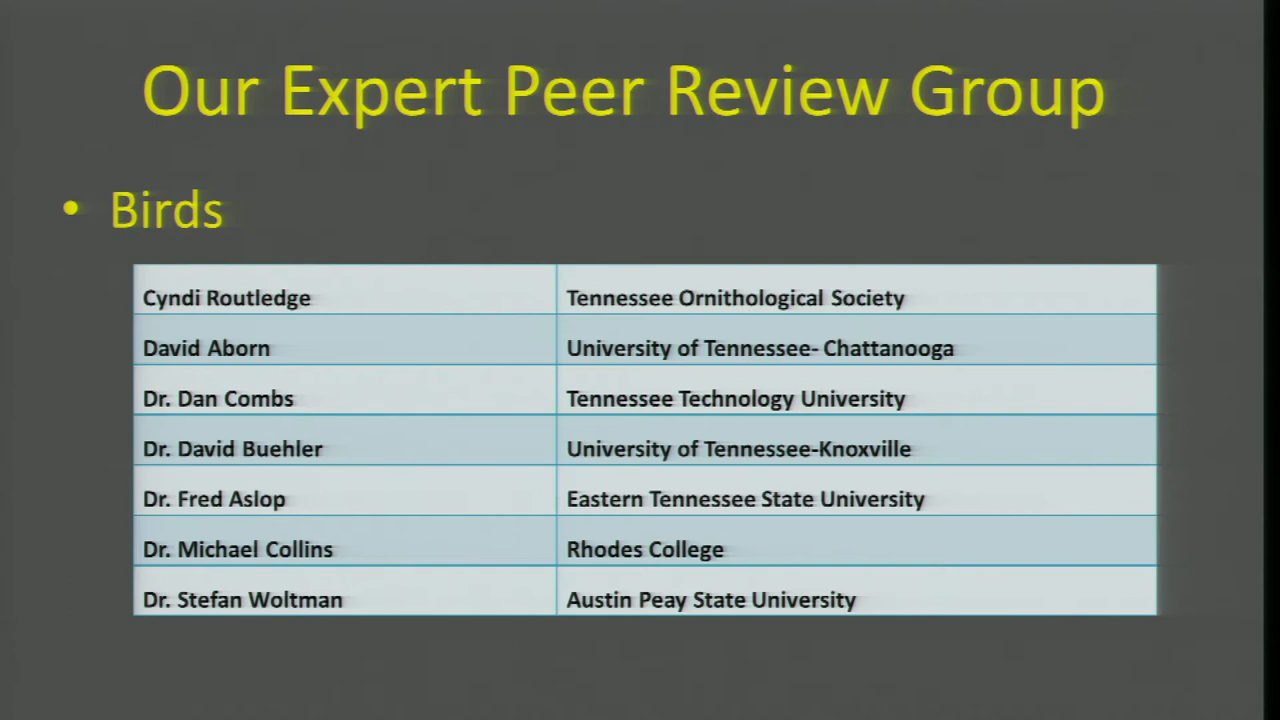 Our Expert Peer Review Group
• Birds
Cyndi Routledge Tennessee Ornithological Society
David Aborn University of Tennessee- Chattanooga
Dr. Dan Combs Tennessee Technology University
Dr. David Buehler University of Tennessee-Knoxville
Dr. Fred Aslop Eastern Tennessee State University
Dr. Michael Collins Rhodes College
Dr. Stefan Woltman Austin Peay State University